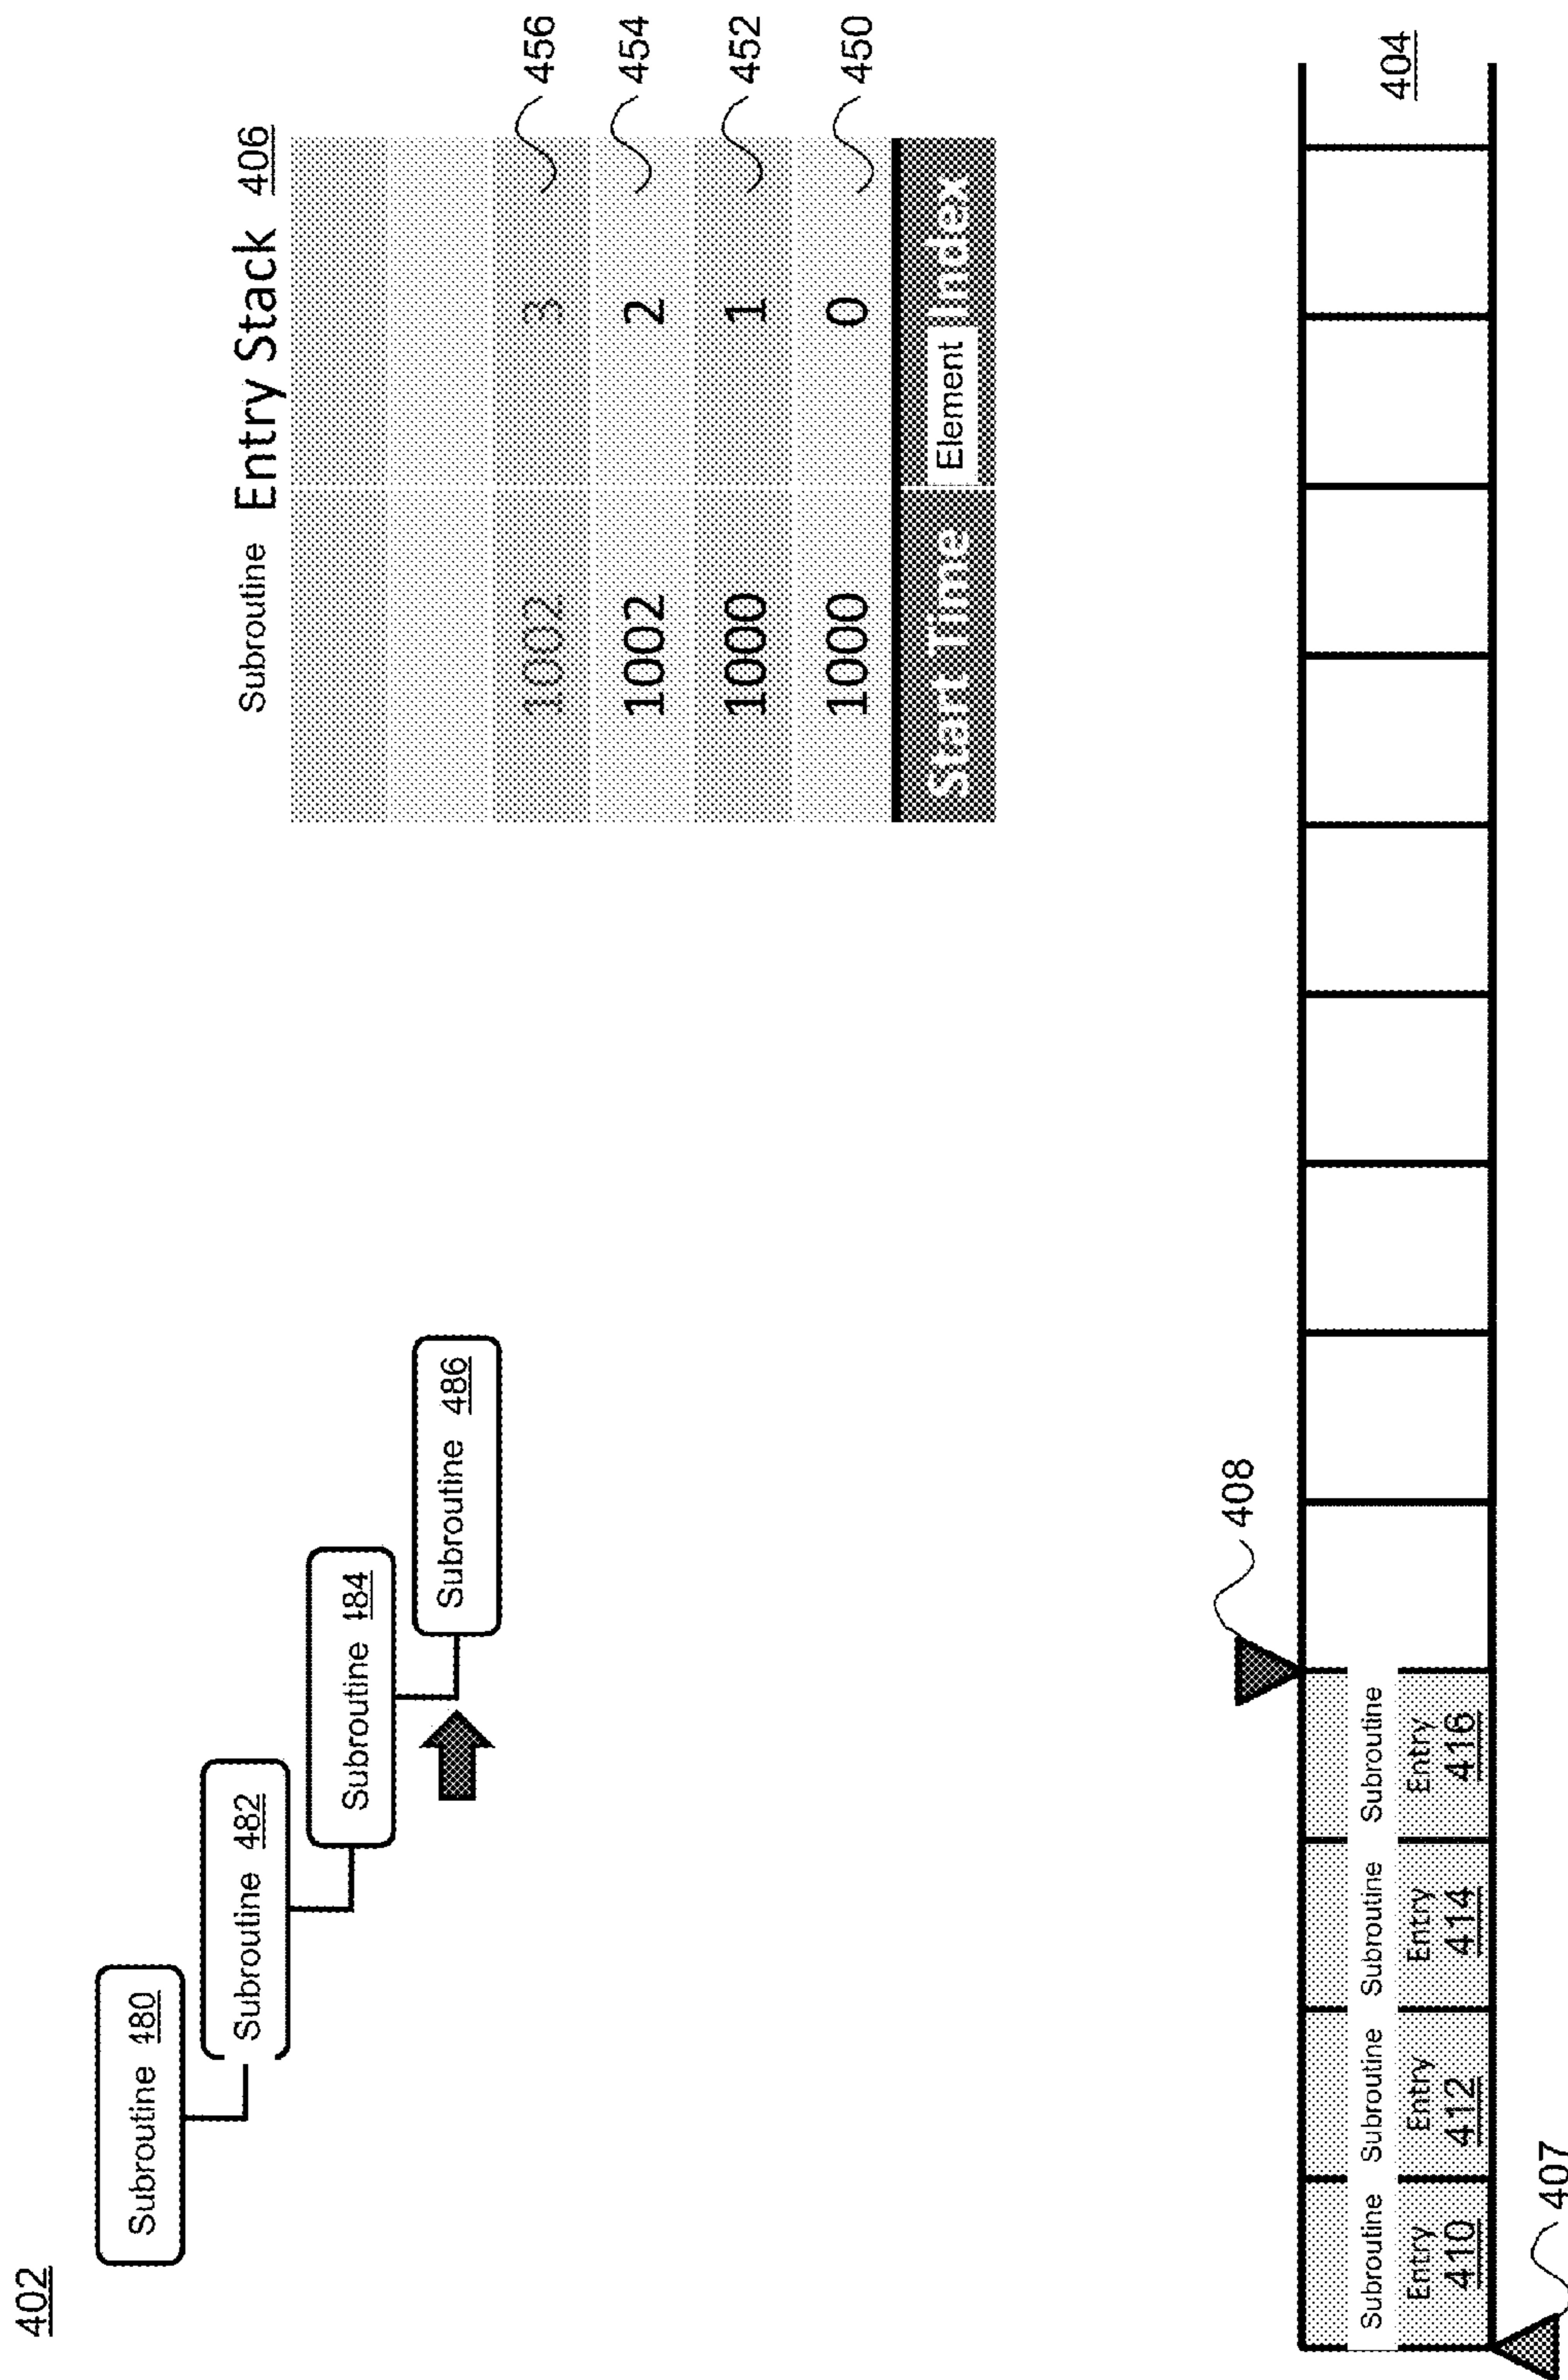 402
Subroutine 480
Subroutine 482
Subroutine 484
Subroutine 486
Subroutine Entry Stack 406
1002 3 456
1002 2 454
1000 1 452
1000 0 450
Start Time Element Index
408
404
Subroutine Entry 410
Subroutine Entry 412
Subroutine Entry 414
Subroutine Entry 416
407